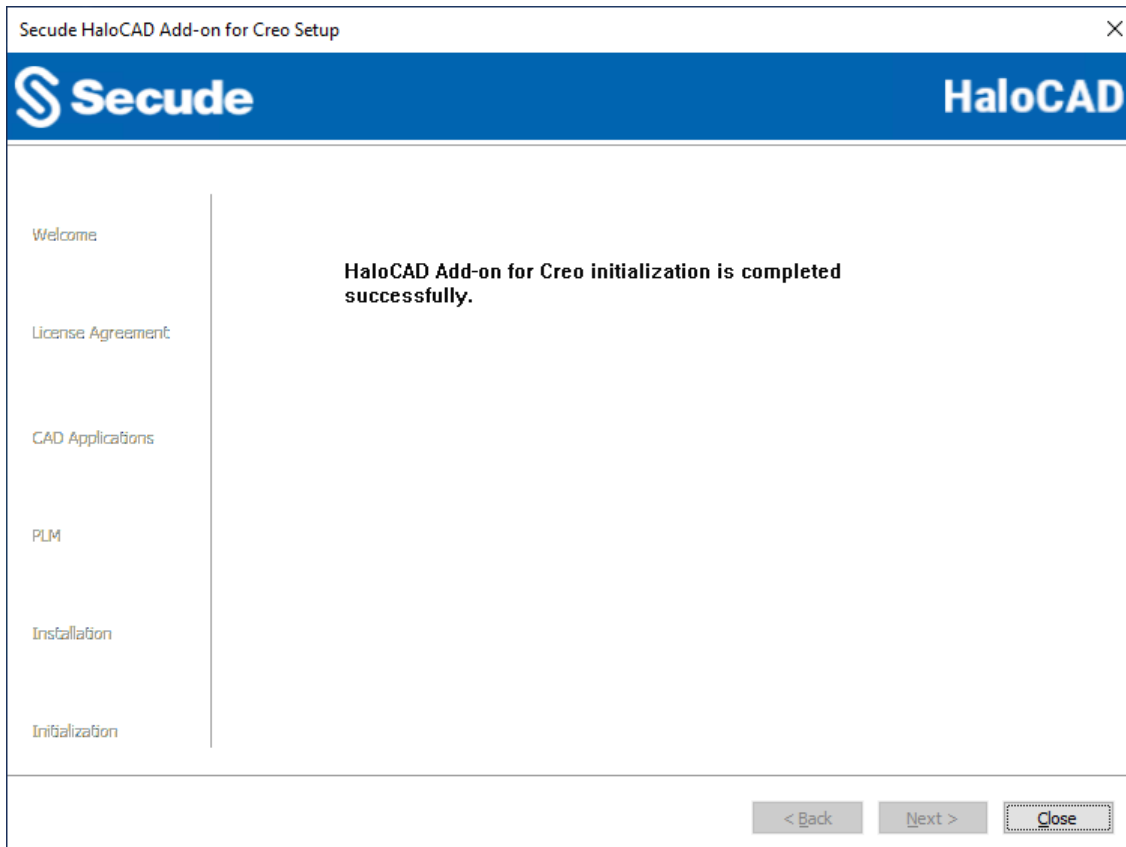 Secude HaloCAD Add-on for Creo Setup
Secude
HaloCAD
Welcome
License Agreement
CAD Applications
PLM
Installation
Initialization
HaloCAD Add-on for Creo initialization is completed
successfully.
< Back
Next >
Close